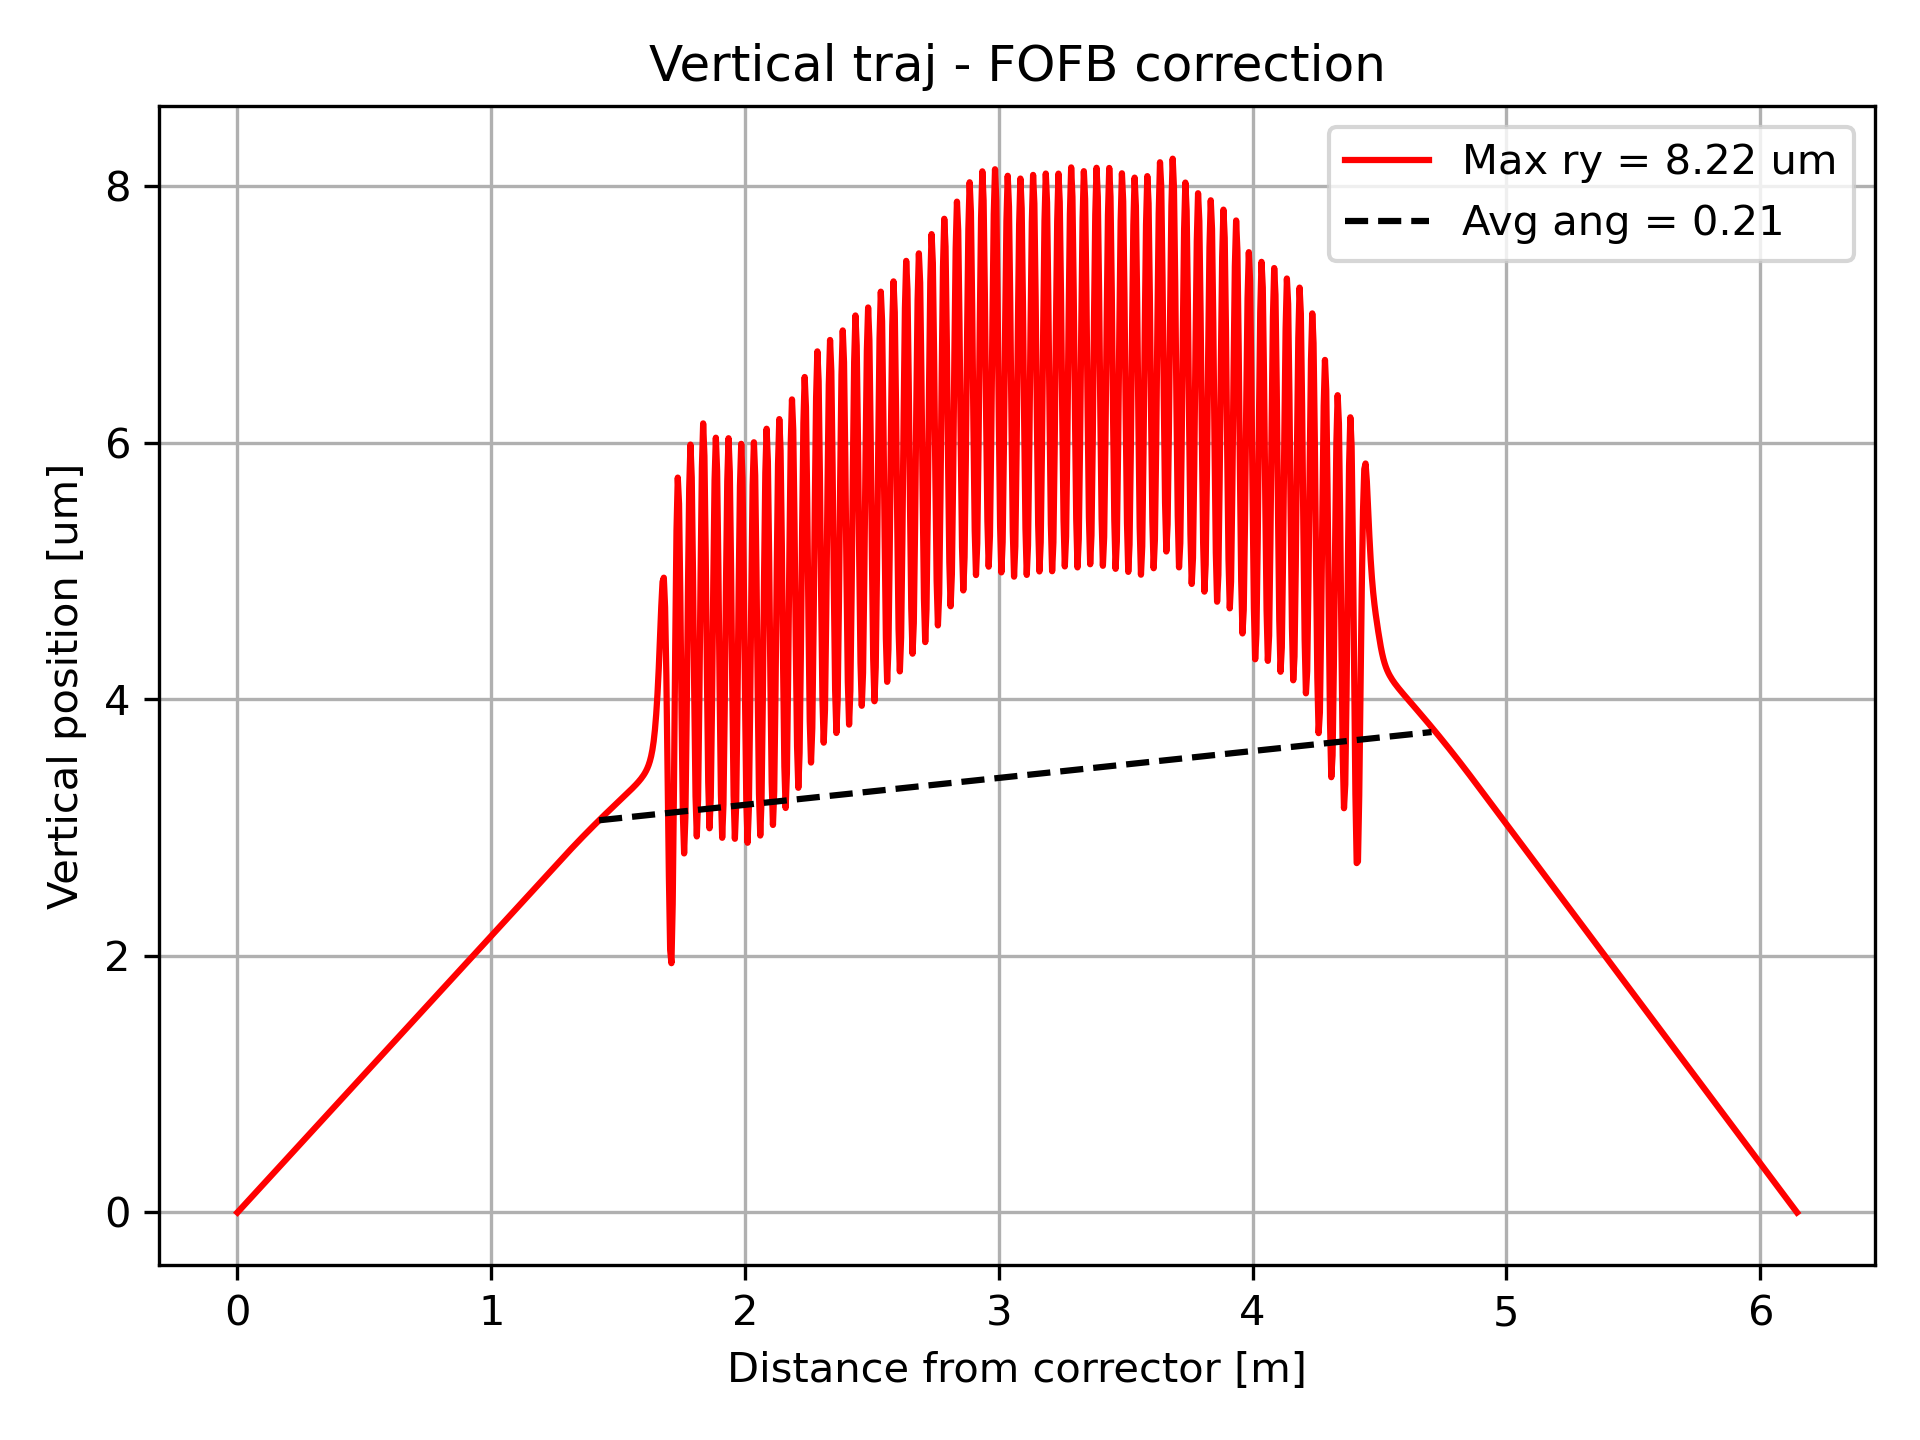 Vertical traj - FOFB correction
Max ry = 8.22 um
Avg ang = 0.21
Vertical position [um]
8
6
4
2
0
0 1 2 3 4 5 6
Distance from corrector [m]